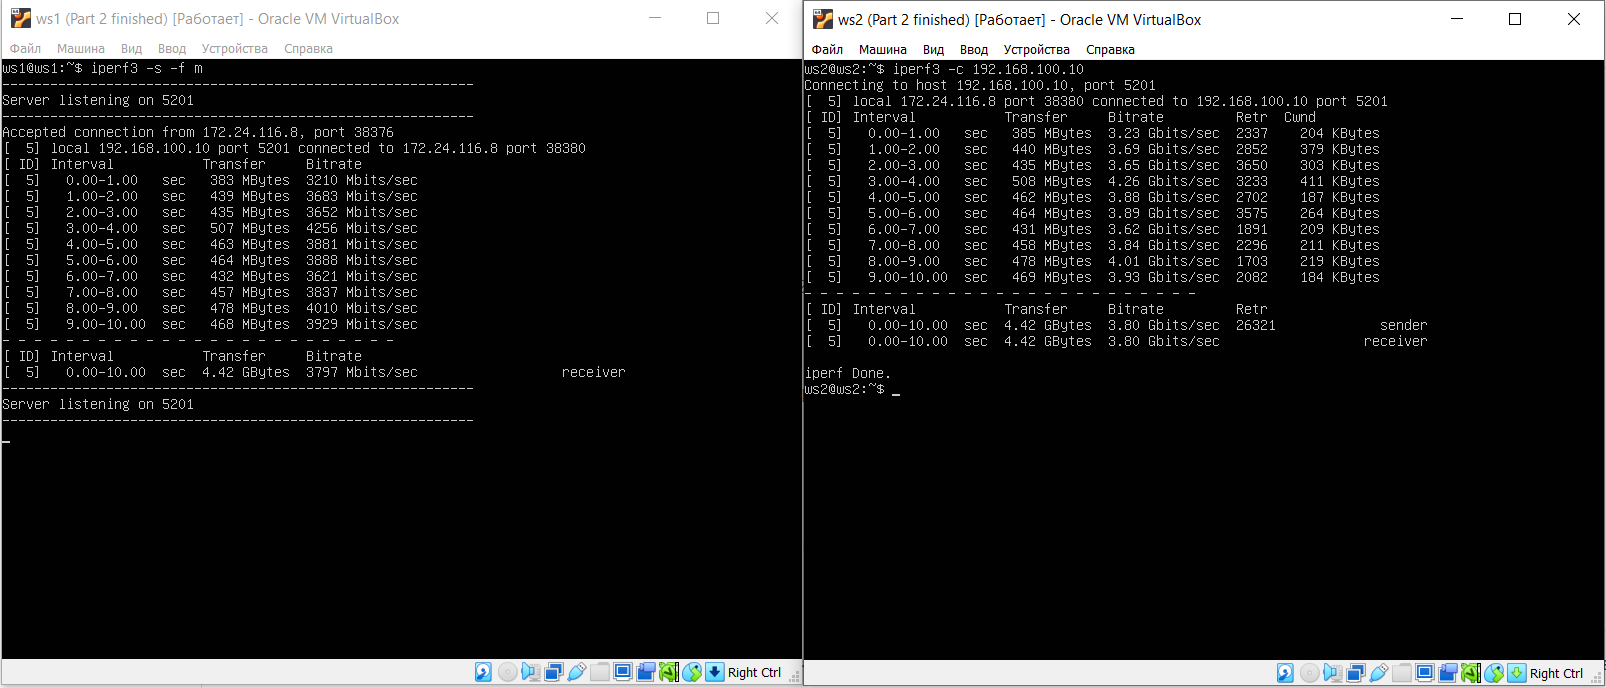 ws1 (Part 2 finished) [Работает] - Oracle VM VirtualBox
Файл Машина Вид Ввод Устройства Справка
ws1@ws1:~$ iperf3 -s -f m
-----------------------------------------------------------
Server listening on 5201
-----------------------------------------------------------
Accepted connection from 172.24.116.8, port 38376
[  5] local 192.168.100.10 port 5201 connected to 172.24.116.8 port 38380
[ ID] Interval           Transfer     Bitrate
[  5]   0.00-1.00   sec   383 MBytes  3210 Mbits/sec
[  5]   1.00-2.00   sec   439 MBytes  3683 Mbits/sec
[  5]   2.00-3.00   sec   435 MBytes  3652 Mbits/sec
[  5]   3.00-4.00   sec   507 MBytes  4256 Mbits/sec
[  5]   4.00-5.00   sec   463 MBytes  3881 Mbits/sec
[  5]   5.00-6.00   sec   464 MBytes  3888 Mbits/sec
[  5]   6.00-7.00   sec   432 MBytes  3621 Mbits/sec
[  5]   7.00-8.00   sec   457 MBytes  3837 Mbits/sec
[  5]   8.00-9.00   sec   478 MBytes  4010 Mbits/sec
[  5]   9.00-10.00  sec   468 MBytes  3929 Mbits/sec
- - - - - - - - - - - - - - - - - - - - - - - - -
[ ID] Interval           Transfer     Bitrate
[  5]   0.00-10.00  sec  4.42 GBytes  3797 Mbits/sec                  receiver
-----------------------------------------------------------
Server listening on 5201
-----------------------------------------------------------
_
Right Ctrl
ws2 (Part 2 finished) [Работает] - Oracle VM VirtualBox
Файл Машина Вид Ввод Устройства Справка
ws2@ws2:~$ iperf3 -c 192.168.100.10
Connecting to host 192.168.100.10, port 5201
[  5] local 172.24.116.8 port 38380 connected to 192.168.100.10 port 5201
[ ID] Interval           Transfer     Bitrate         Retr  Cwnd
[  5]   0.00-1.00   sec   385 MBytes  3.23 Gbits/sec  2337    204 KBytes
[  5]   1.00-2.00   sec   440 MBytes  3.69 Gbits/sec  2852    379 KBytes
[  5]   2.00-3.00   sec   435 MBytes  3.65 Gbits/sec  3650    303 KBytes
[  5]   3.00-4.00   sec   508 MBytes  4.26 Gbits/sec  3233    411 KBytes
[  5]   4.00-5.00   sec   462 MBytes  3.88 Gbits/sec  2702    187 KBytes
[  5]   5.00-6.00   sec   464 MBytes  3.89 Gbits/sec  3575    264 KBytes
[  5]   6.00-7.00   sec   431 MBytes  3.62 Gbits/sec  1891    209 KBytes
[  5]   7.00-8.00   sec   458 MBytes  3.84 Gbits/sec  2296    211 KBytes
[  5]   8.00-9.00   sec   478 MBytes  4.01 Gbits/sec  1703    219 KBytes
[  5]   9.00-10.00  sec   469 MBytes  3.93 Gbits/sec  2082    184 KBytes
- - - - - - - - - - - - - - - - - - - - - - - - -
[ ID] Interval           Transfer     Bitrate         Retr
[  5]   0.00-10.00  sec  4.42 GBytes  3.80 Gbits/sec  26321             sender
[  5]   0.00-10.00  sec  4.42 GBytes  3.80 Gbits/sec                  receiver
iperf Done.
ws2@ws2:~$ _
Right Ctrl